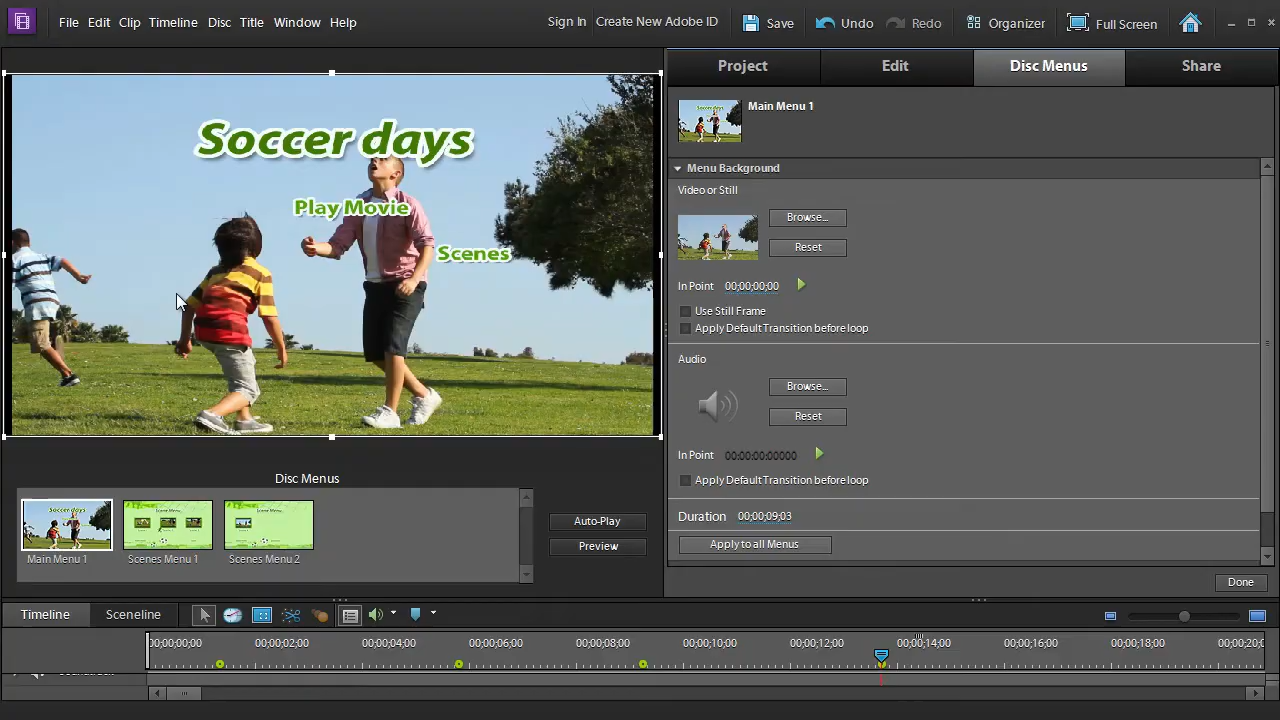 File Edit Clip Timeline Disc Title Window Help
Sign In Create New Adobe ID Save Undo Redo Organizer Full Screen
Project Edit Disc Menus Share
Main Menu 1
Soccer days
Play Movie
Scenes
Menu Background
Video or Still
Browse...
Reset
In Point 00;00;00;00
Use Still Frame
Apply Default Transition before loop
Audio
Browse...
Reset
In Point 00:00:00:00000
Apply Default Transition before loop
Duration 00;00;09;03
Apply to all Menus
Done
Disc Menus
Main Menu 1 Scenes Menu 1 Scenes Menu 2
Auto-Play
Preview
Timeline Sceneline
00;00;00;00 00;00;02;00 00;00;04;00 00;00;06;00 00;00;08;00 00;00;10;00 00;00;12;00 00;00;14;00 00;00;16;00 00;00;18;00 00;00;20;0